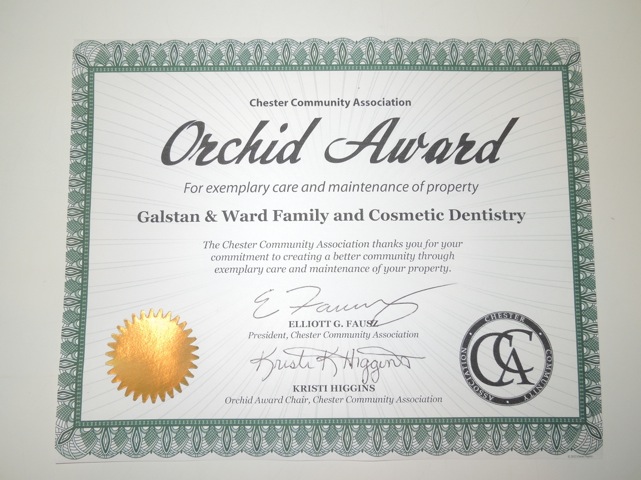 Chester Community Association
Orchid Award
For exemplary care and maintenance of property
Galstan & Ward Family and Cosmetic Dentistry
The Chester Community Association thanks you for your
commitment to creating a better community through
exemplary care and maintenance of your property.
E Fausz
ELLIOTT G. FAUSZ
President, Chester Community Association
Kristi K Higgins
KRISTI HIGGINS
Orchid Award Chair, Chester Community Association
CHESTER COMMUNITY ASSOCIATION
CCA